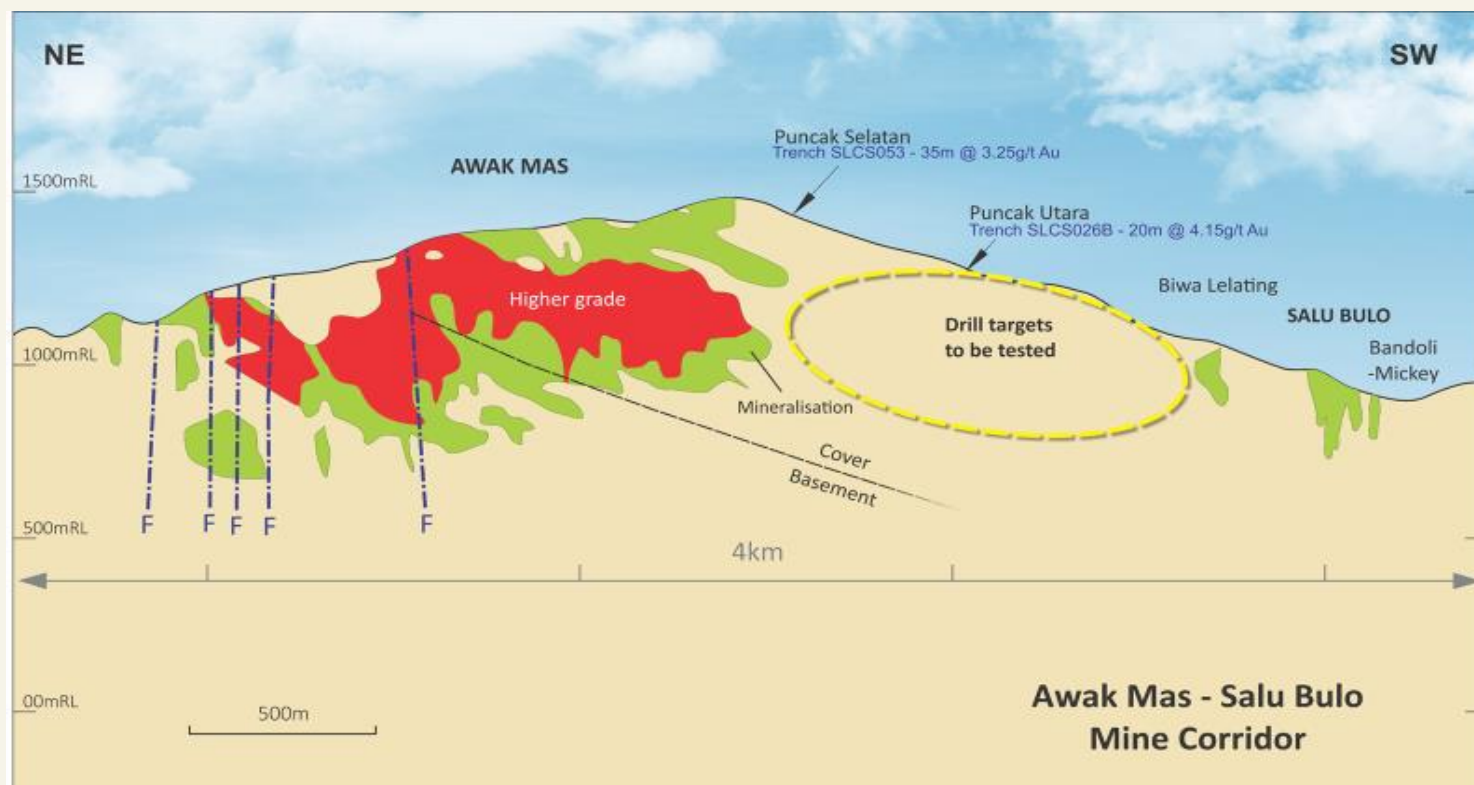 NE
SW
Puncak Selatan
Trench SLCS053 - 35m @ 3.25g/t Au
AWAK MAS
1500mRL
Puncak Utara
Trench SLCS026B - 20m @ 4.15g/t Au
Biwa Lelating
Higher grade
SALU BULO
Drill targets
to be tested
Bandoli
-Mickey
1000mRL
Mineralisation
Cover
Basement
500mRL
F
F
F
F
F
4km
00mRL
500m
Awak Mas - Salu Bulo
Mine Corridor